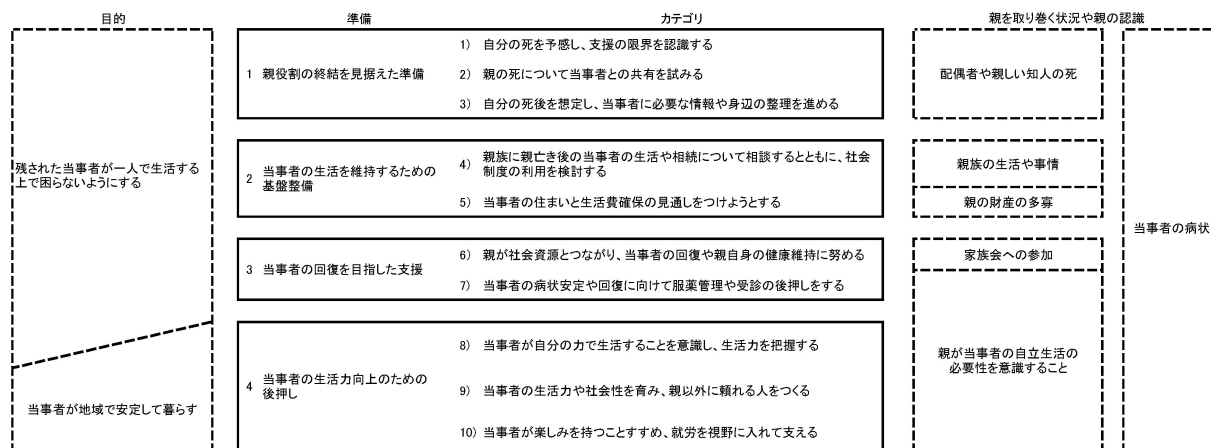 目的
準備
カテゴリ
親を取り巻く状況や親の認識
残された当事者が一人で生活する
上で困らないようにする
当事者が地域で安定して暮らす
1 親役割の終結を見据えた準備
1) 自分の死を予感し、支援の限界を認識する
2) 親の死について当事者との共有を試みる
3) 自分の死後を想定し、当事者に必要な情報や身辺の整理を進める
2 当事者の生活を維持するための
基盤整備
4) 親族に親亡き後の当事者の生活や相続について相談するとともに、社会
制度の利用を検討する
5) 当事者の住まいと生活費確保の見通しをつけようとする
3 当事者の回復を目指した支援
6) 親が社会資源とつながり、当事者の回復や親自身の健康維持に努める
7) 当事者の病状安定や回復に向けて服薬管理や受診の後押しをする
4 当事者の生活力向上のための
後押し
8) 当事者が自分の力で生活することを意識し、生活力を把握する
9) 当事者の生活力や社会性を育み、親以外に頼れる人をつくる
10) 当事者が楽しみを持つことすすめ、就労を視野に入れて支える
配偶者や親しい知人の死
親族の生活や事情
親の財産の多募
家族会への参加
親が当事者の自立生活の
必要性を意識すること
当事者の病状